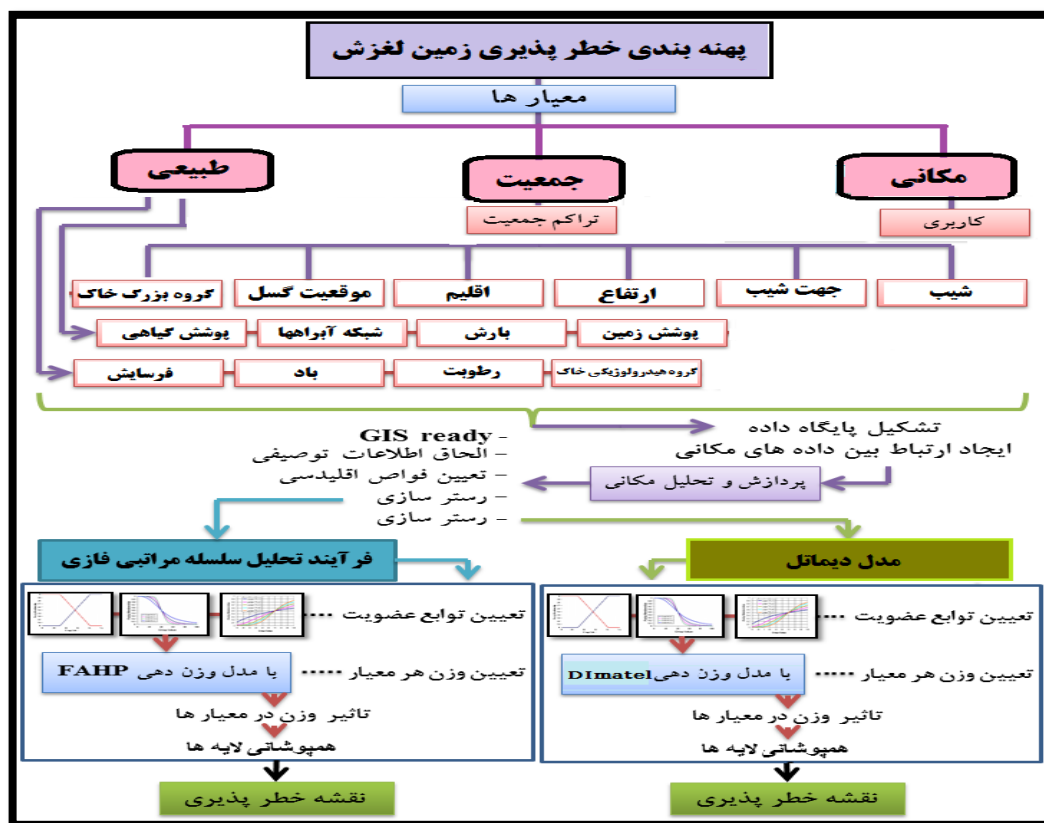 پهنه بندی خطر پذیری زمین لغزش
معیار ها
مکانی
جمعیت
طبیعی
کاربری
تراکم جمعیت
شیب
جهت شیب
ارتفاع
اقلیم
موقعیت گسل
گروه بزرگ خاک
پوشش زمین
بارش
شبکه آبراهها
پوشش گیاهی
گروه هیدرولوژیکی خاک
رطوبت
باد
فرسایش
تشکیل پایگاه داده
ایجاد ارتباط بین داده های مکانی
پردازش و تحلیل مکانی
- GIS ready
- الحاق اطلاعات توصیفی
- تعیین فواص اقلیدسی
- رستر سازی
- رستر سازی
مدل دیماتل
تعیین توابع عضویت ·····
تعیین وزن هر معیار ·····
با مدل وزن دهی DImatel
تاثیر وزن در معیار ها
همپوشانی لایه ها
نقشه خطر پذیری
فرآیند تحلیل سلسله مراتبی فازی
تعیین توابع عضویت ·····
تعیین وزن هر معیار ·····
با مدل وزن دهی FAHP
تاثیر وزن در معیار ها
همپوشانی لایه ها
نقشه خطر پذیری